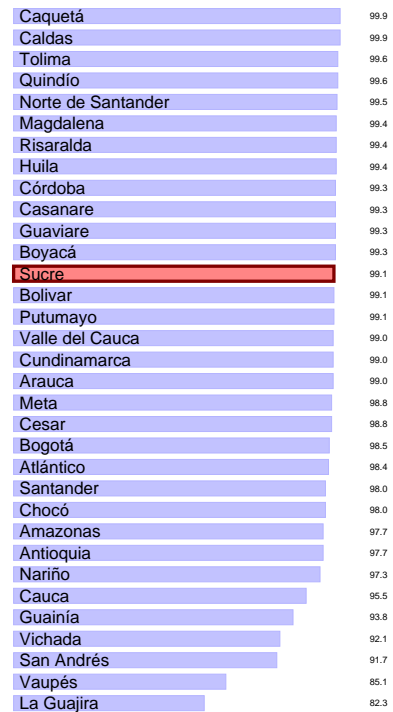 Caquetá 99.9
Caldas 99.9
Tolima 99.6
Quindío 99.6
Norte de Santander 99.5
Magdalena 99.4
Risaralda 99.4
Huila 99.4
Córdoba 99.3
Casanare 99.3
Guaviare 99.3
Boyacá 99.3
Sucre 99.1
Bolivar 99.1
Putumayo 99.1
Valle del Cauca 99.0
Cundinamarca 99.0
Arauca 99.0
Meta 98.8
Cesar 98.8
Bogotá 98.5
Atlántico 98.4
Santander 98.0
Chocó 98.0
Amazonas 97.7
Antioquia 97.7
Nariño 97.3
Cauca 95.5
Guainía 93.8
Vichada 92.1
San Andrés 91.7
Vaupés 85.1
La Guajira 82.3